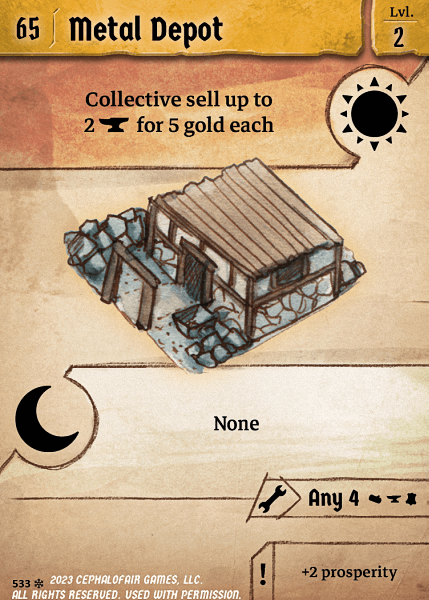 65 Metal Depot
Lvl.
2
Collective sell up to
2 for 5 gold each
None
Any 4
! +2 prosperity
533 2023 CEPHALOFAIR GAMES, LLC.
ALL RIGHTS RESERVED. USED WITH PERMISSION.